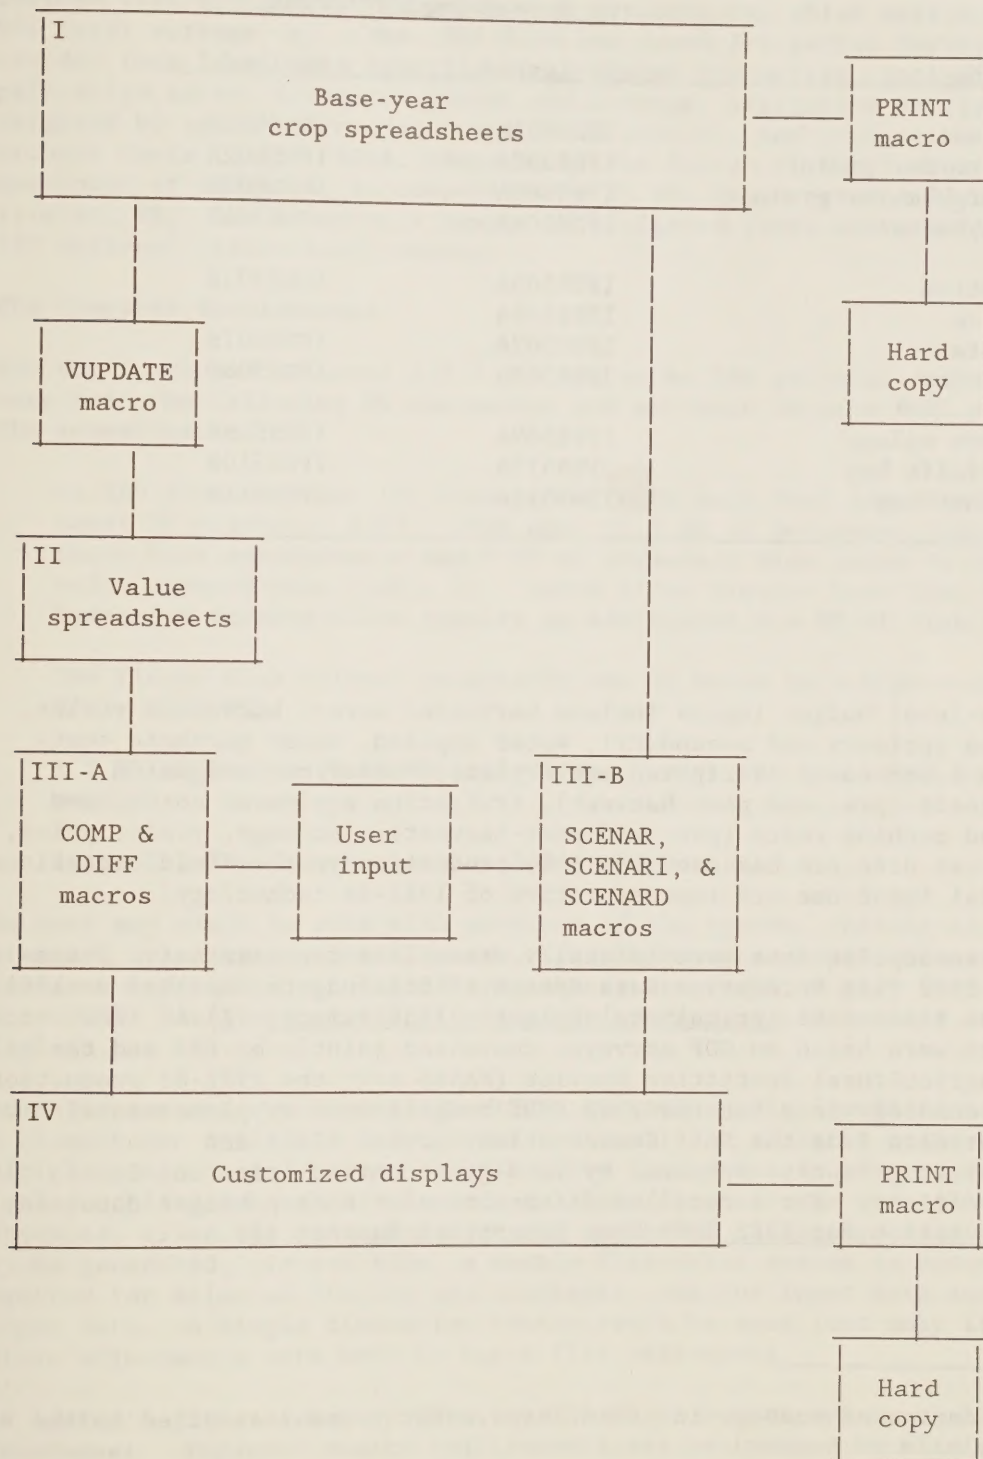 I
Base-year
crop spreadsheets
PRINT
macro
Hard
copy
VUPDATE
macro
II
Value
spreadsheets
III-A
COMP &
DIFF
macros
User
input
III-B
SCENAR,
SCENARI, &
SCENARD
macros
IV
Customized displays
PRINT
macro
Hard
copy